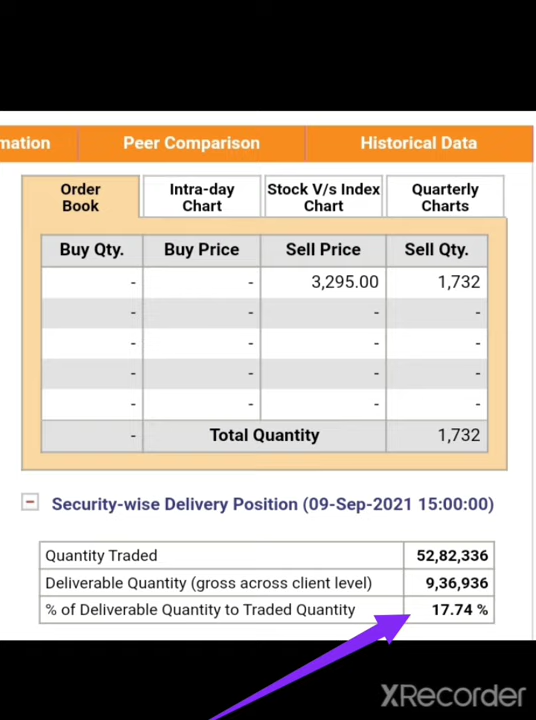 mation Peer Comparison Historical Data
Order Book Intra-day Chart Stock V/s Index Chart Quarterly Charts
Buy Qty. Buy Price Sell Price Sell Qty.
- - 3,295.00 1,732
- - - -
- - - -
- - - -
- - - -
- Total Quantity 1,732
Security-wise Delivery Position (09-Sep-2021 15:00:00)
Quantity Traded 52,82,336
Deliverable Quantity (gross across client level) 9,36,936
% of Deliverable Quantity to Traded Quantity 17.74 %
XRecorder